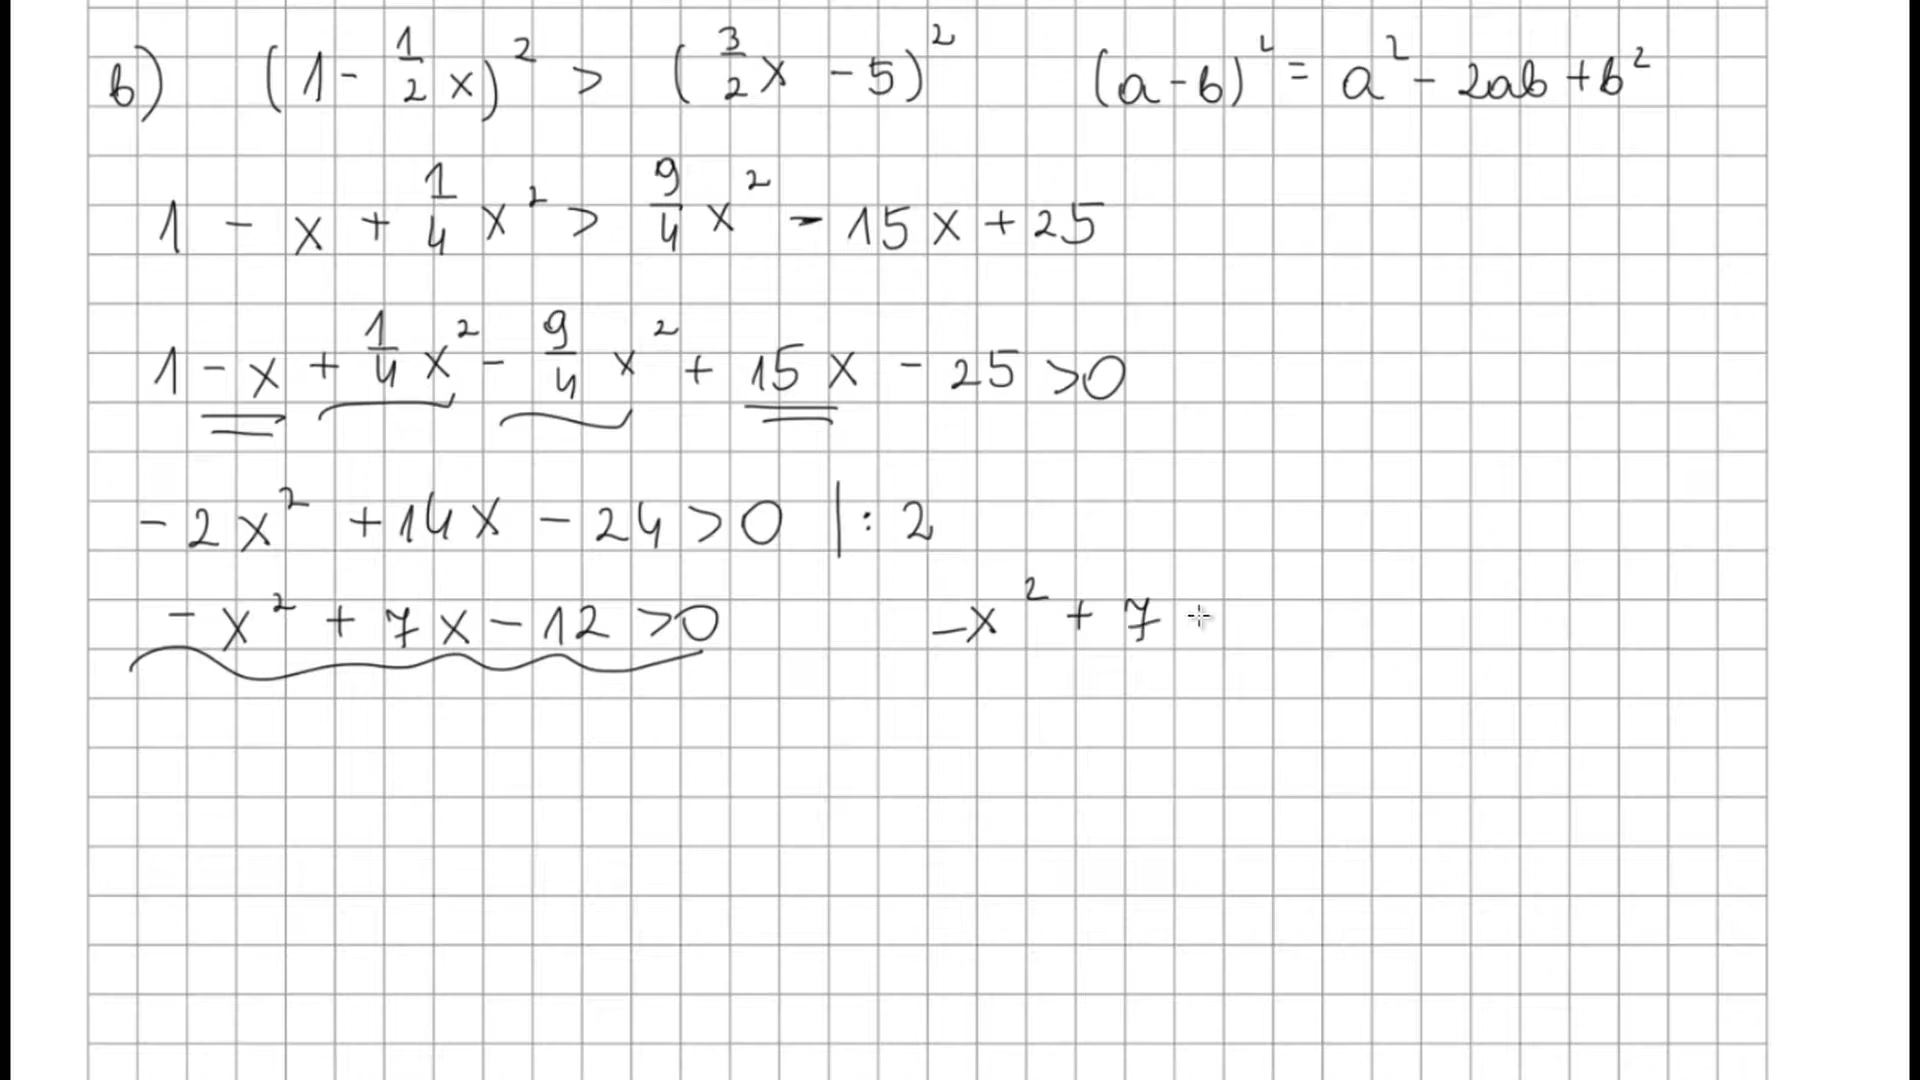 b) (1 - 1/2 x)² > (3/2 x - 5)² (a - b)² = a² - 2ab + b²
1 - x + 1/4 x² > 9/4 x² - 15x + 25
1 - x + 1/4 x² - 9/4 x² + 15x - 25 > 0
-2x² + 14x - 24 > 0 | : 2
-x² + 7x - 12 > 0 -x² + 7